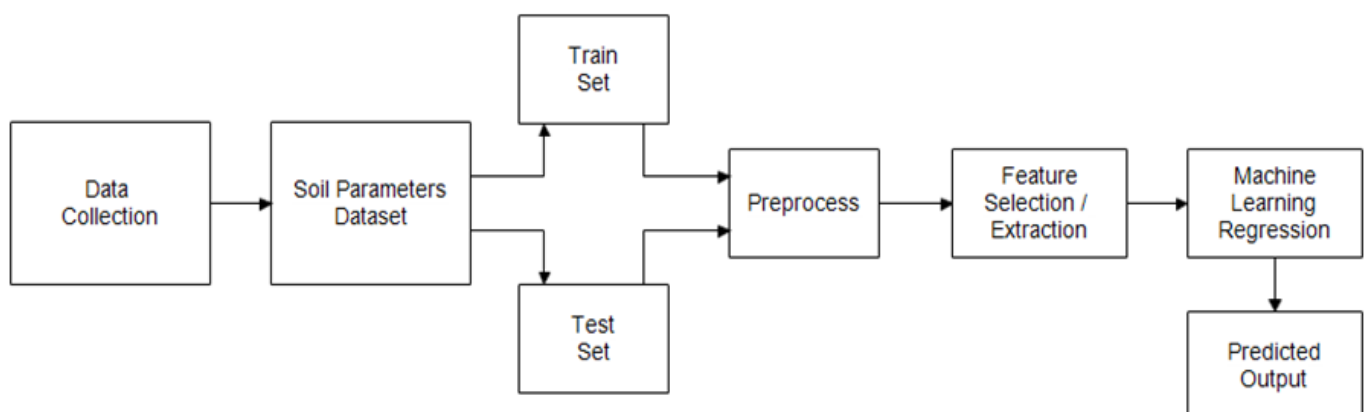 Data
Collection
Soil Parameters
Dataset
Train
Set
Test
Set
Preprocess
Feature
Selection /
Extraction
Machine
Learning
Regression
Predicted
Output